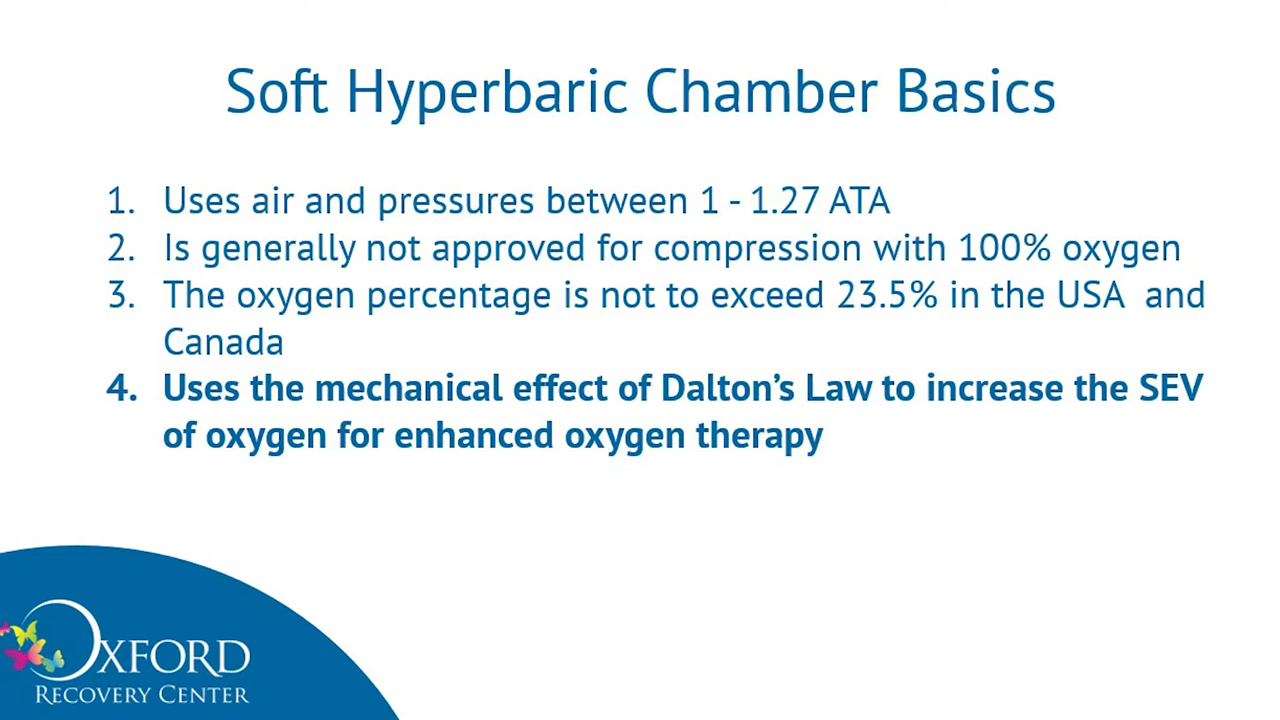 Soft Hyperbaric Chamber Basics
1. Uses air and pressures between 1 - 1.27 ATA
2. Is generally not approved for compression with 100% oxygen
3. The oxygen percentage is not to exceed 23.5% in the USA  and
Canada
4. Uses the mechanical effect of Dalton’s Law to increase the SEV
of oxygen for enhanced oxygen therapy
OXFORD
RECOVERY CENTER